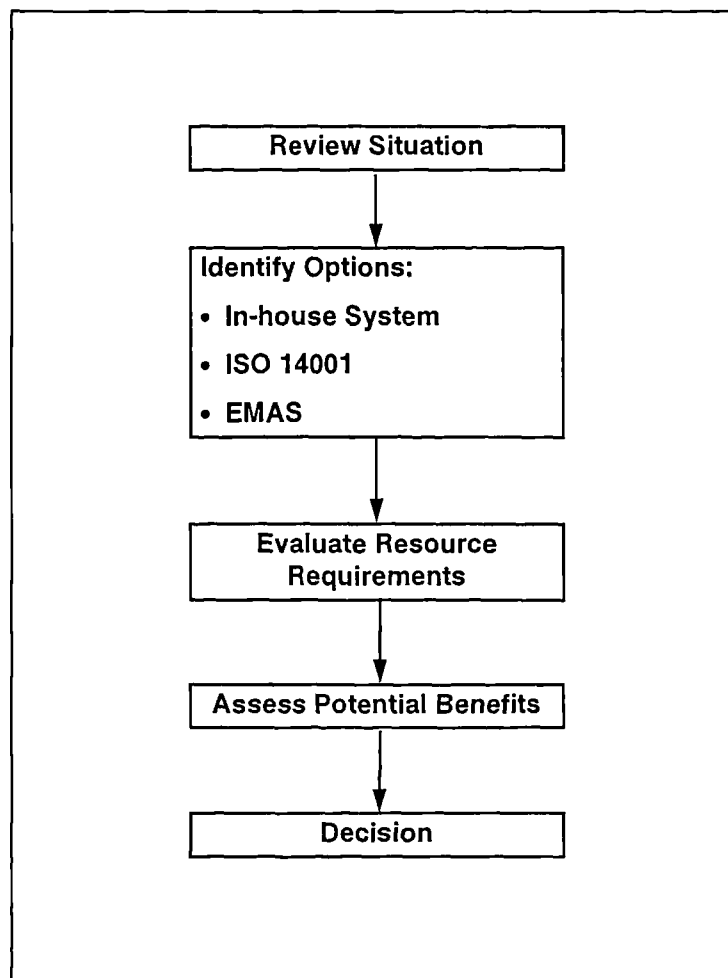 Review Situation
Identify Options:
• In-house System
• ISO 14001
• EMAS
Evaluate Resource
Requirements
Assess Potential Benefits
Decision